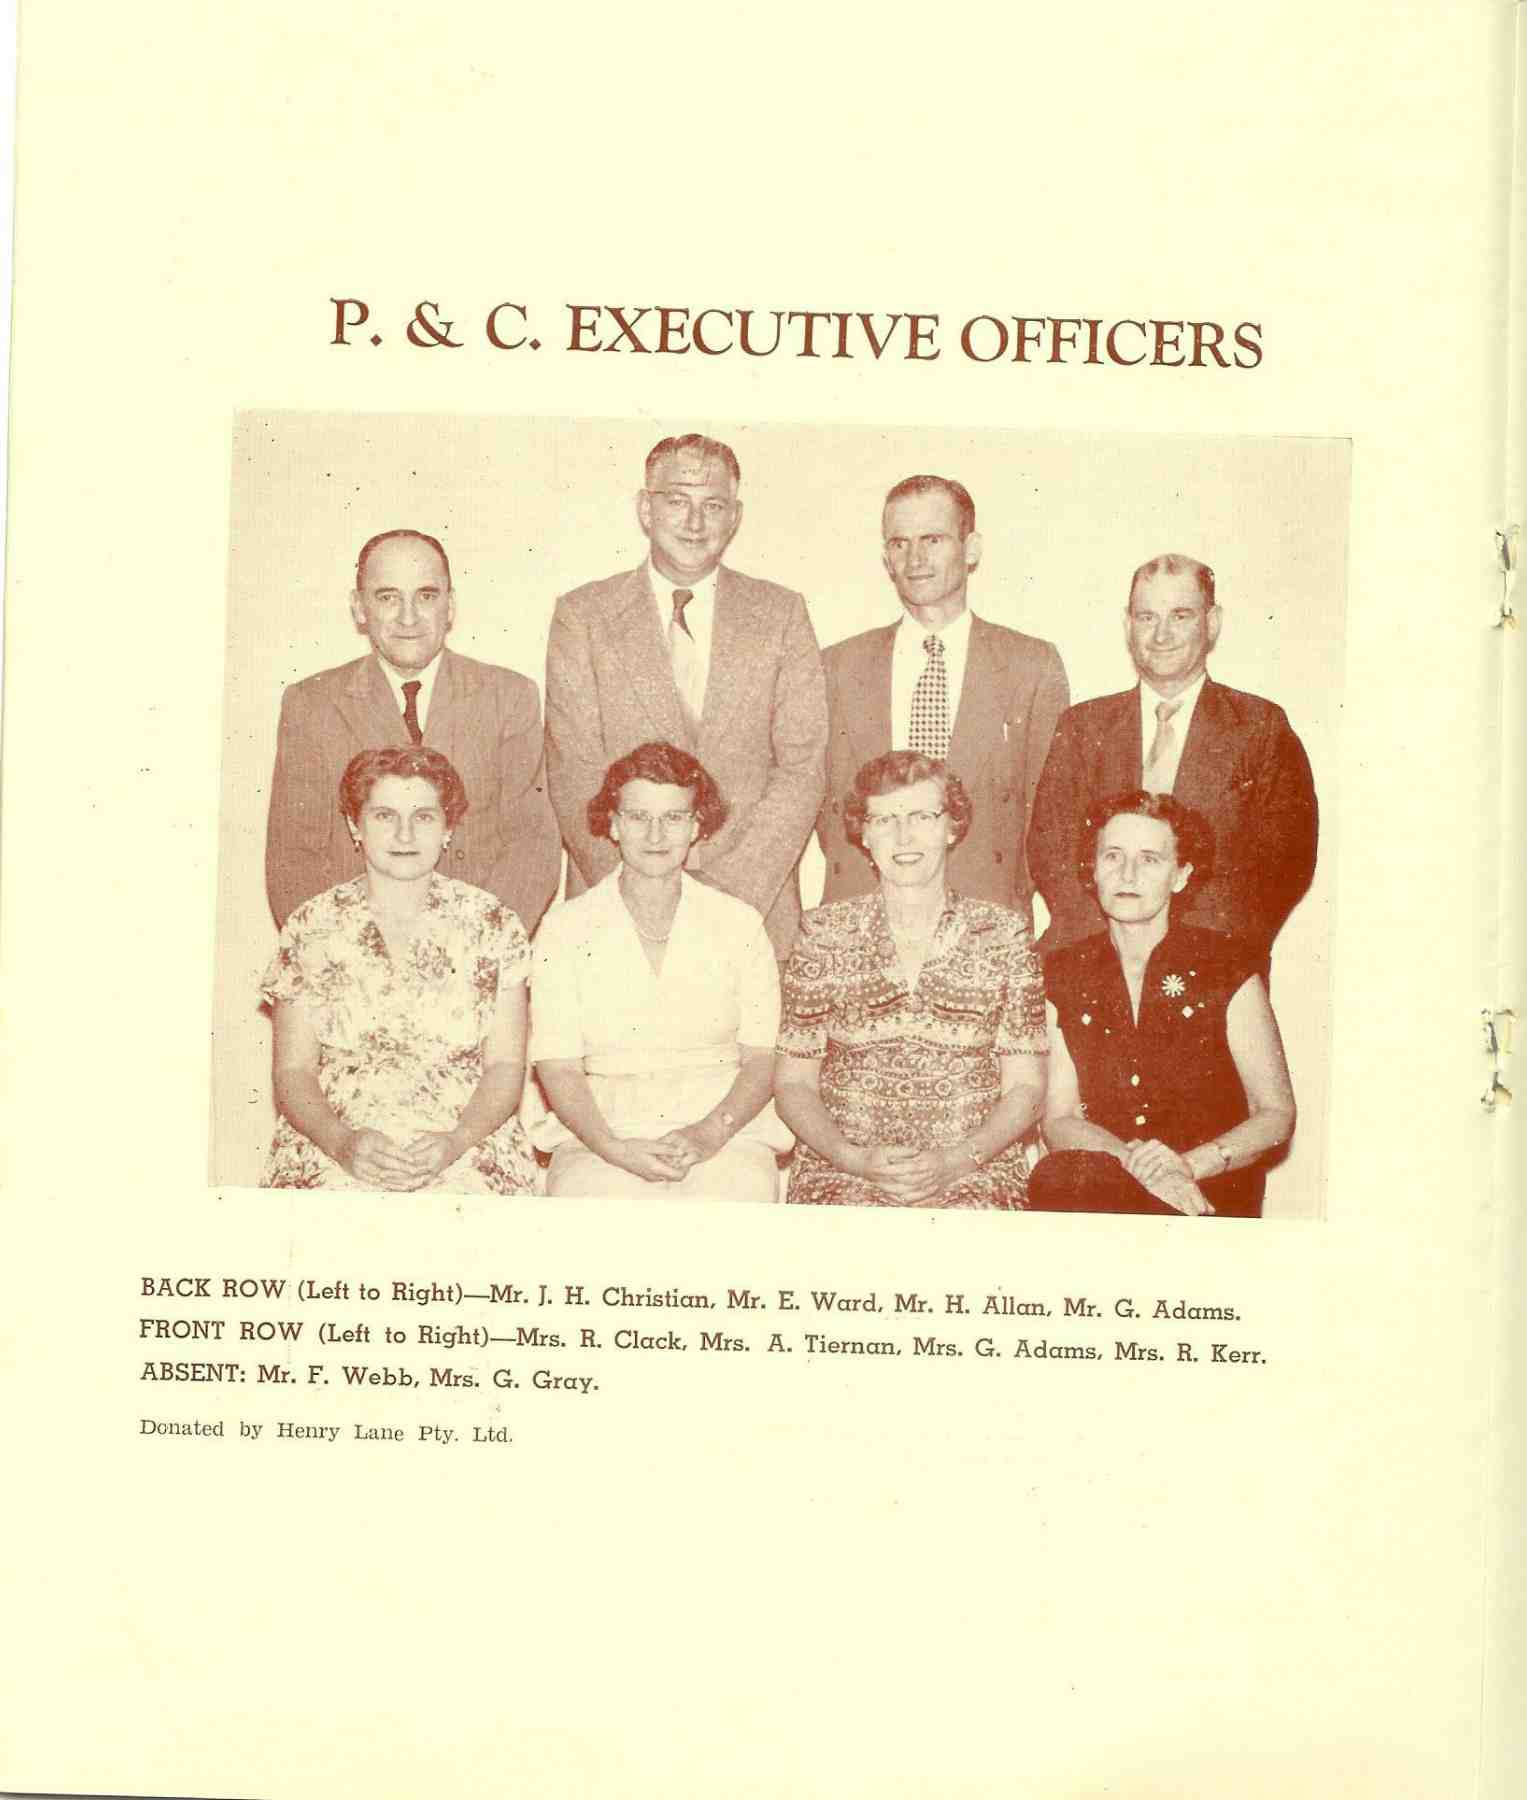 P. & C. EXECUTIVE OFFICERS
BACK ROW (Left to Right)—Mr. J. H. Christian, Mr. E. Ward, Mr. H. Allan, Mr. G. Adams.
FRONT ROW (Left to Right)—Mrs. R. Clack, Mrs. A. Tiernan, Mrs. G. Adams, Mrs. R. Kerr.
ABSENT: Mr. F. Webb, Mrs. G. Gray.
Donated by Henry Lane Pty. Ltd.